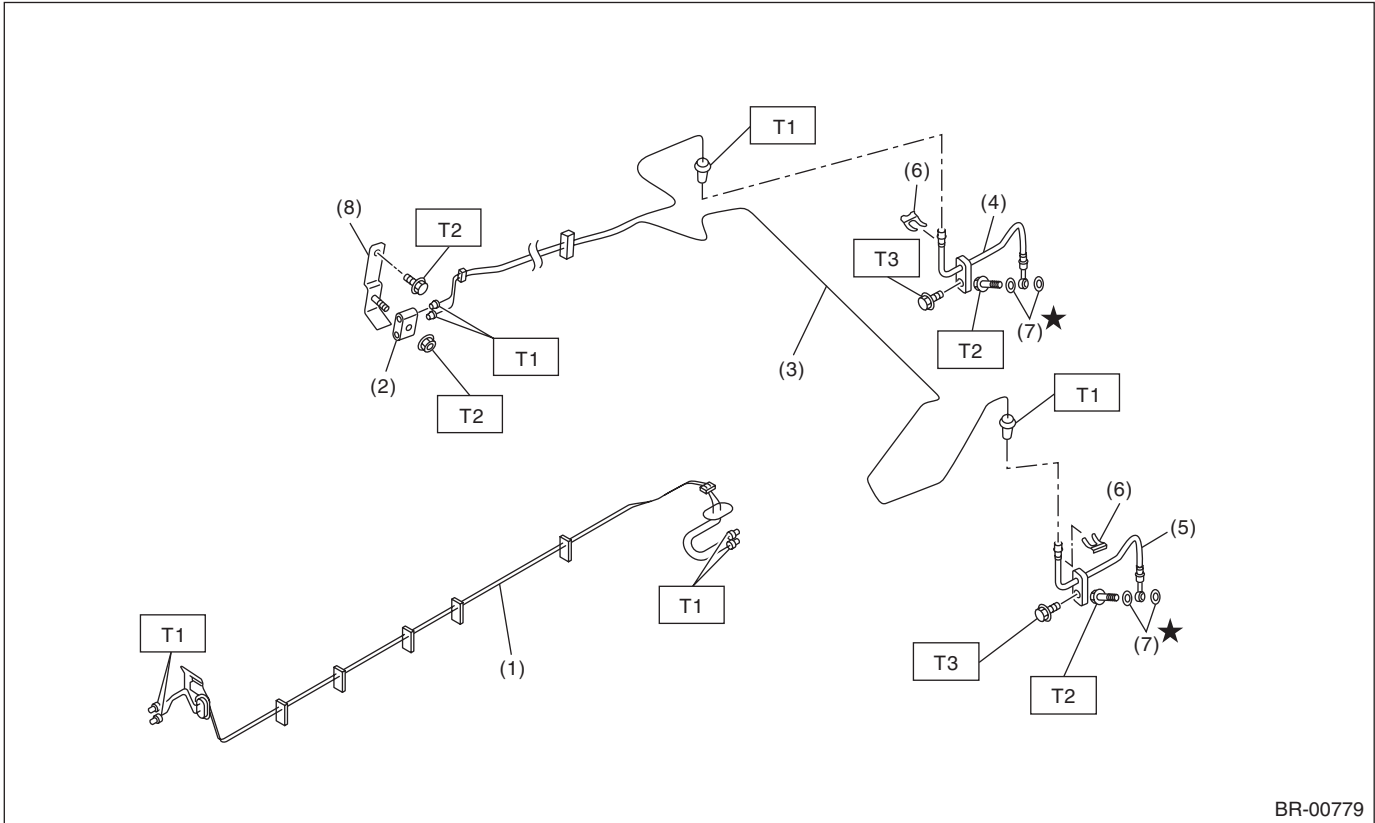 T1
(6)
(4)
(8)
T2
T3
(7)★
T1
(2)
T2
(3)
T2
T1
(6)
(5)
T1
T1
(1)
(7)★
T3
T2
BR-00779